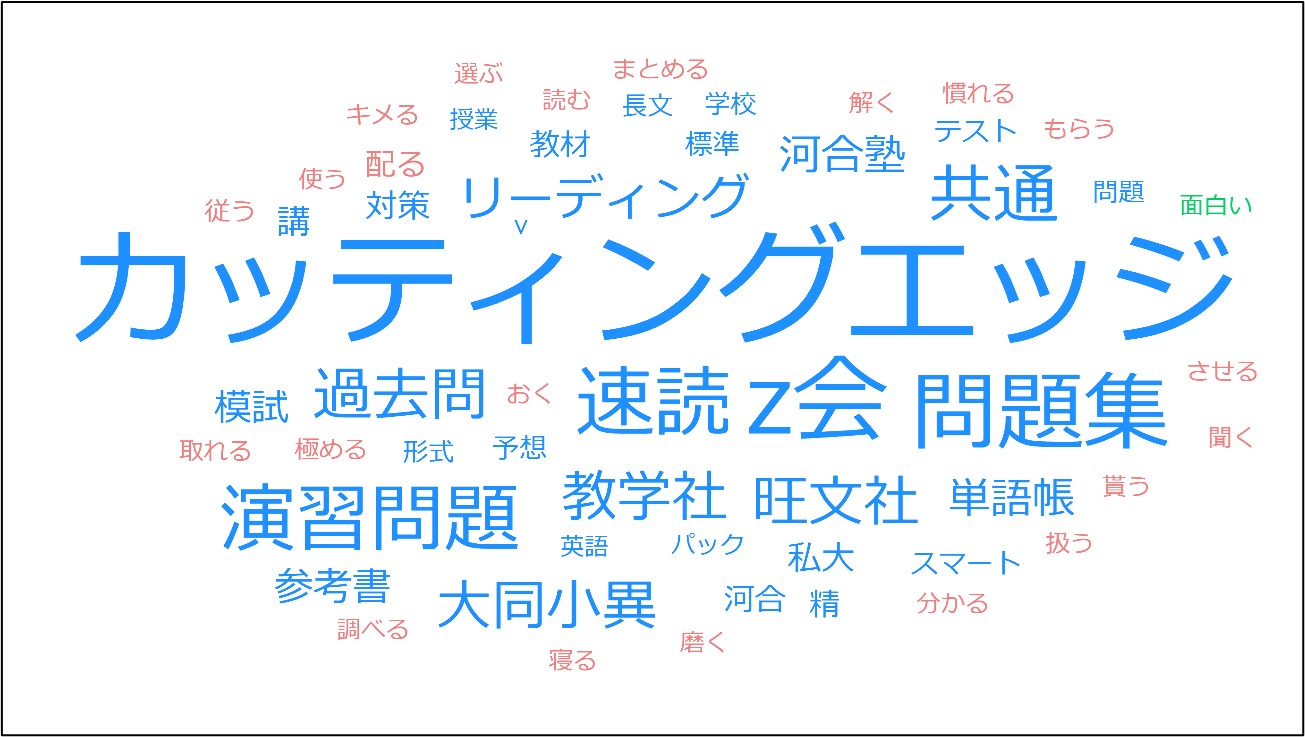 選ぶ まとめる
キメる 授業 読む 長文 学校 解く 慣れる
教材 標準 河合塾 テスト もらう
使う 配る 対策 リーディング 共通 問題 面白い
従う 講 v
カッティングエッジ
模試 過去問 おく 速読 z会 問題集 させる
取れる 極める 形式 予想 聞く
演習問題 教学社 旺文社 単語帳 貰う
英語 パック 私大 スマート 扱う
参考書 大同小異 河合 精 分かる
調べる 寝る 磨く